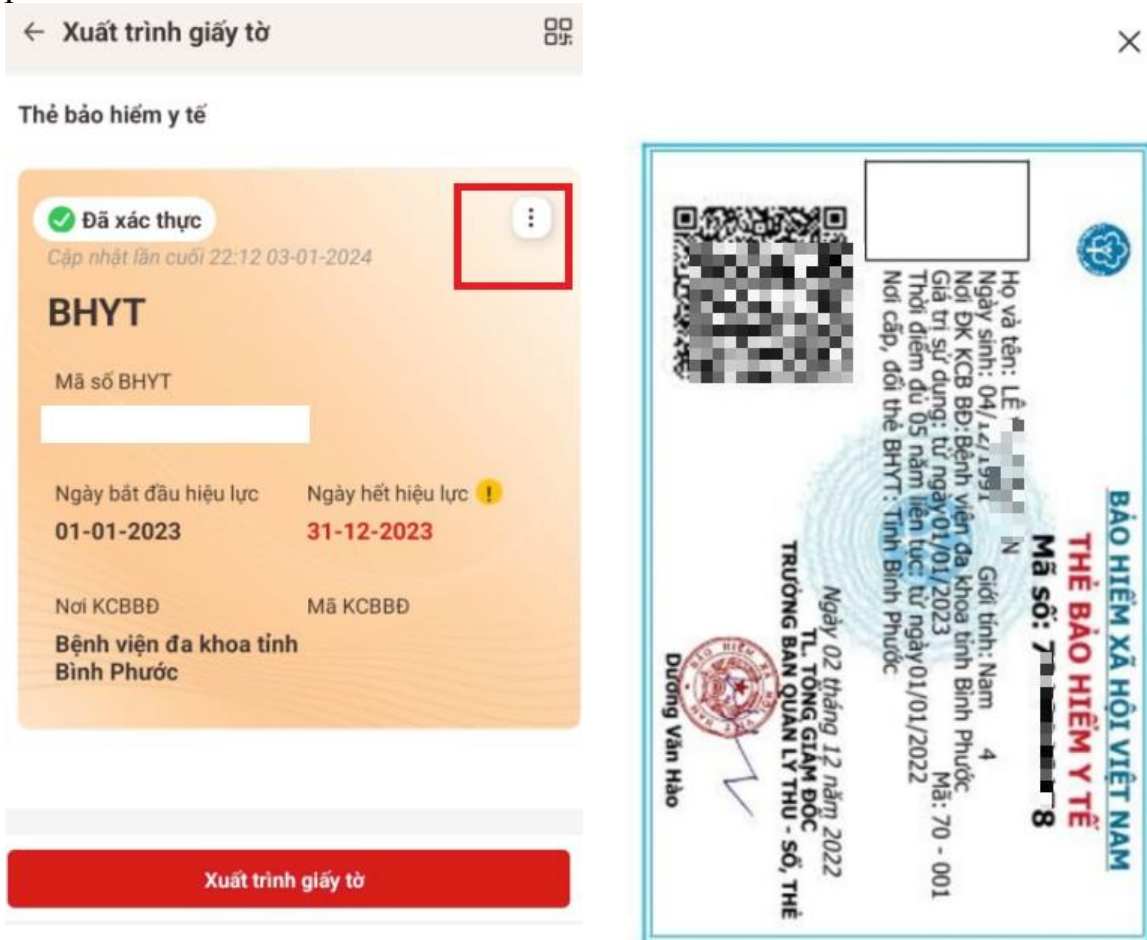 Xuất trình giấy tờ
Thẻ bảo hiểm y tế
Đã xác thực
Cập nhật lần cuối 22:12 03-01-2024
BHYT
Mã số BHYT
Ngày bắt đầu hiệu lực Ngày hết hiệu lực
01-01-2023 31-12-2023
Nơi KCBBĐ Mã KCBBĐ
Bệnh viện đa khoa tỉnh
Bình Phước
Xuất trình giấy tờ
BẢO HIỂM XÃ HỘI VIỆT NAM
THẺ BẢO HIỂM Y TẾ
Mã số: 7 8
Họ và tên: LÊ N
Ngày sinh: 04/12/1991 Giới tính: Nam 4
Nơi ĐK KCB BĐ:Bệnh viện đa khoa tỉnh Bình Phước Mã: 70 - 001
Giá trị sử dụng: từ ngày 01/01/2023
Thời điểm đủ 05 năm liên tục: từ ngày 01/01/2022
Nơi cấp, đổi thẻ BHYT: Tỉnh Bình Phước
Ngày 02 tháng 12 năm 2022
TL. TỔNG GIÁM ĐỐC
TRƯỞNG BAN QUẢN LÝ THU - SỔ, THẺ
Dương Văn Hào